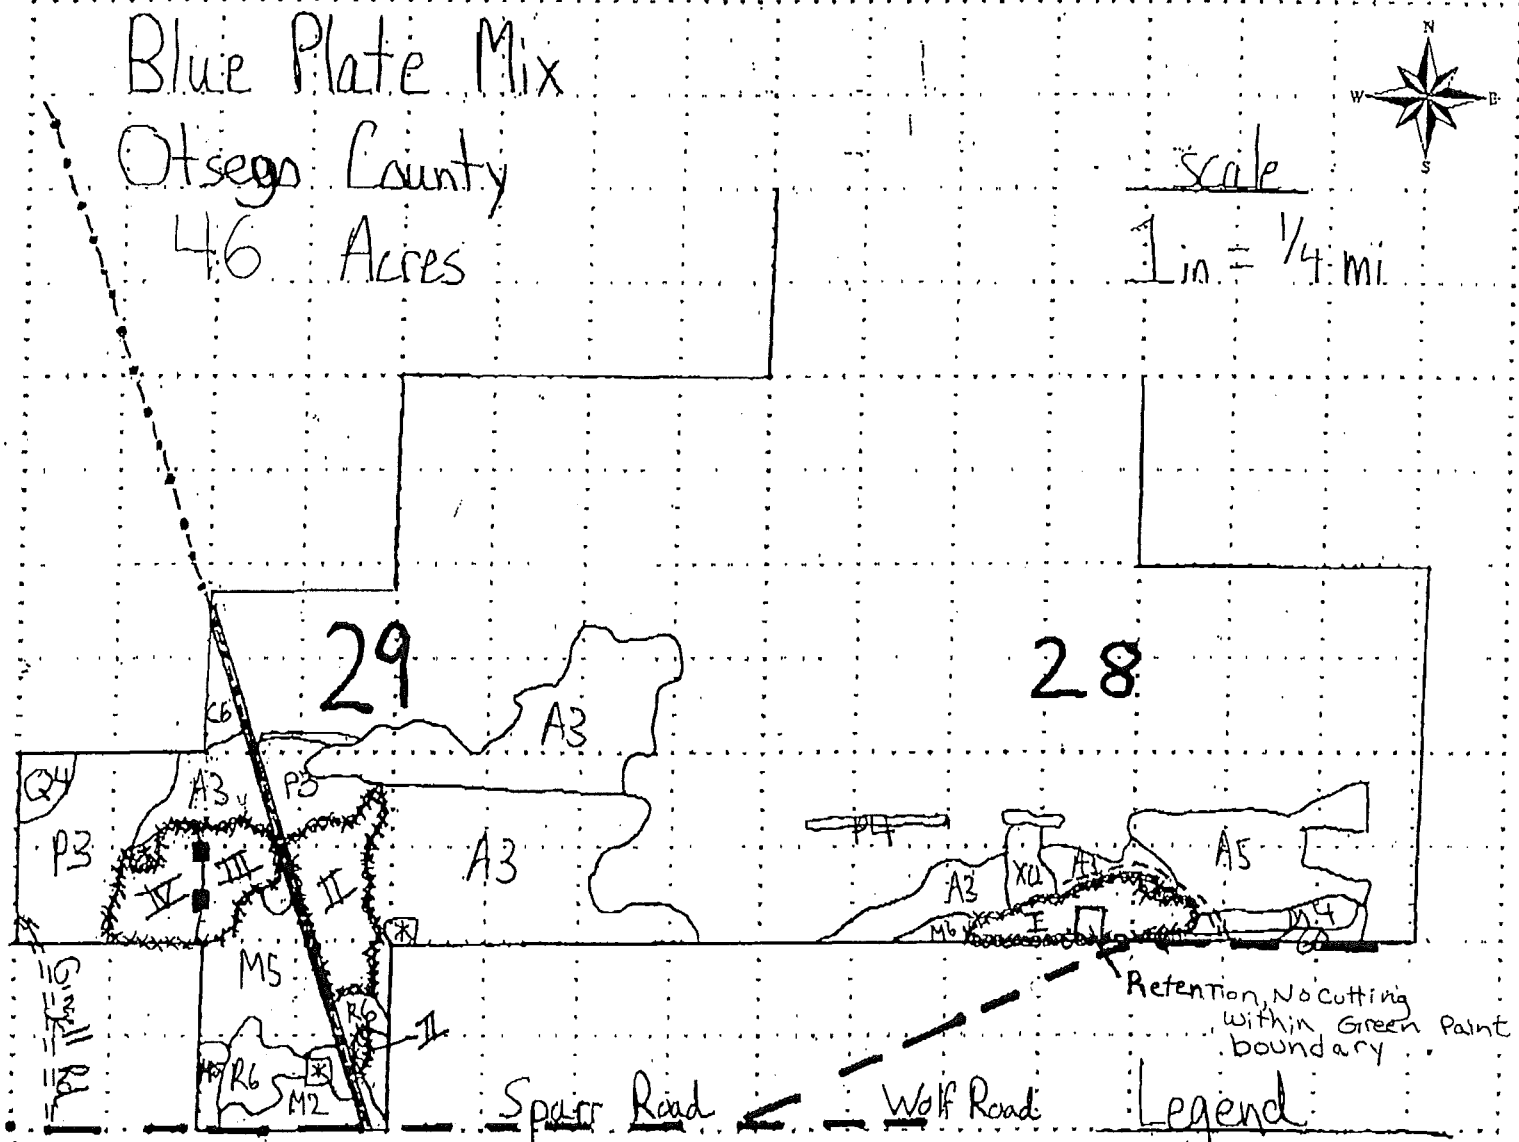 Blue Plate Mix
Otsego County
46 Acres
N
W E
S
scale
1 in = 1/4 mi
29
28
C6
A3
Q4
A3
P3
P3
A3
P4
XU
A3
A5
IV
III
II
I
M6
*
M5
R6
II
R6
*
M2
Retention, No Cutting
within Green Paint
boundary
Sparr Road
Wolf Road
Legend